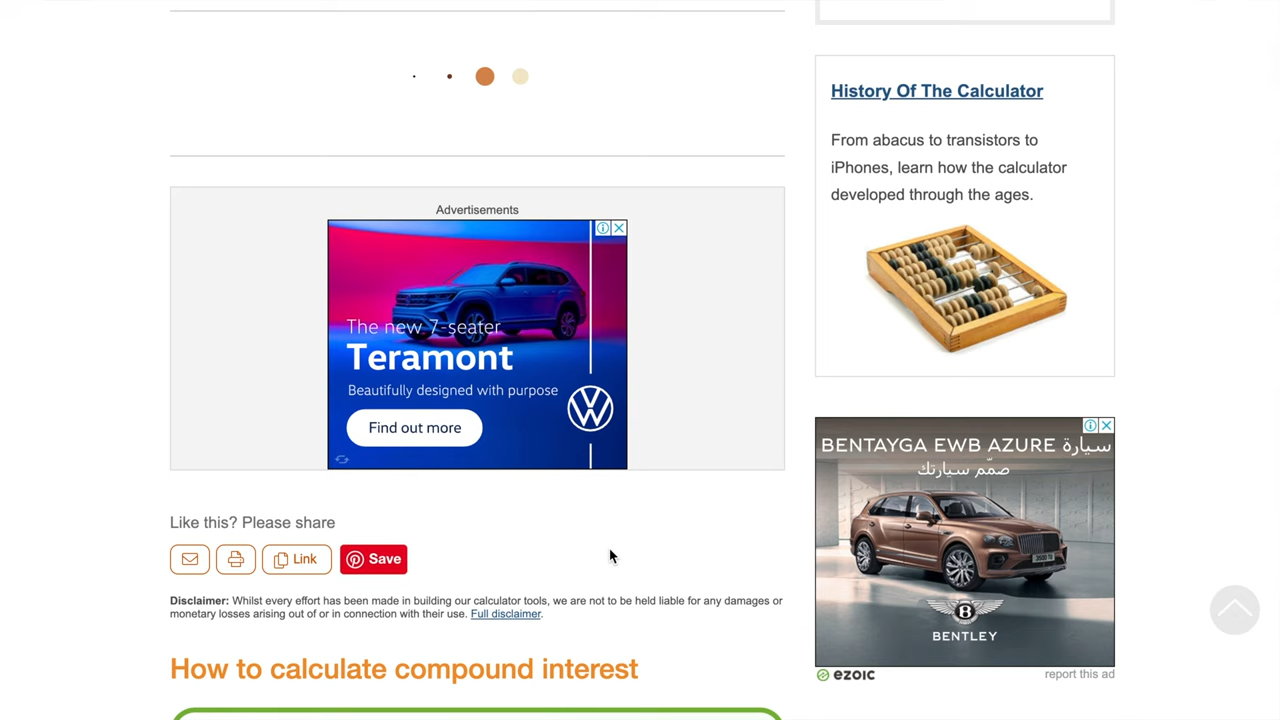 Advertisements
The new 7-seater
Teramont
Beautifully designed with purpose
Find out more
Like this? Please share
Link
Save
Disclaimer: Whilst every effort has been made in building our calculator tools, we are not to be held liable for any damages or
monetary losses arising out of or in connection with their use. Full disclaimer.
How to calculate compound interest
History Of The Calculator
From abacus to transistors to
iPhones, learn how the calculator
developed through the ages.
BENTAYGA EWB AZURE سيارة
صمّم سيارتك
B
BENTLEY
ezoic
report this ad